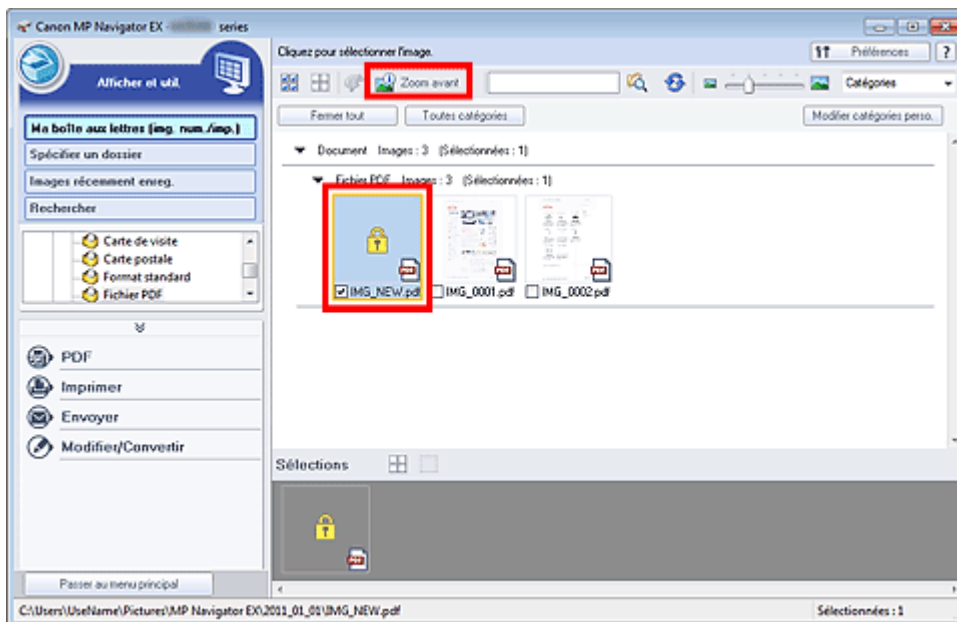 Canon MP Navigator EX series
Afficher et util.
Ma boîte aux lettres (img. num./imp.)
Spécifier un dossier
Images récemment enreg.
Rechercher
Carte de visite
Carte postale
Format standard
Fichier PDF
PDF
Imprimer
Envoyer
Modifier/Convertir
Passer au menu principal
Cliquez pour sélectionner l'image.
Préférences
?
Zoom avant
Catégories
Fermer tout
Toutes catégories
Modifier catégories perso.
Document Images : 3 (Sélectionnées : 1)
Fichier PDF Images : 3 (Sélectionnées : 1)
IMG_NEW.pdf
IMG_0001.pdf
IMG_0002.pdf
Sélections
C:\Users\UseName\Pictures\MP Navigator EX\2011_01_01\IMG_NEW.pdf
Sélectionnées : 1